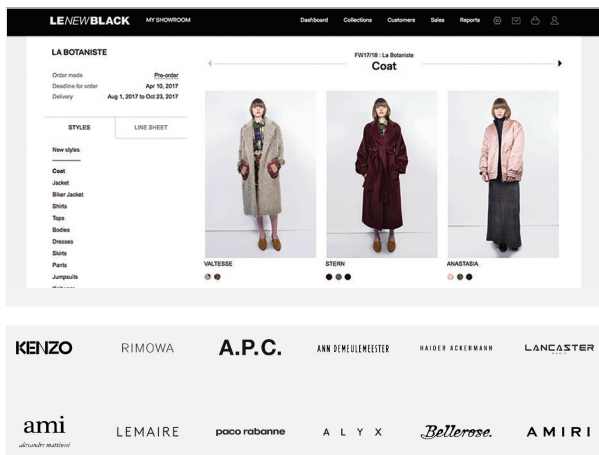 LENEWBLACK MY SHOWROOM Dashboard Collections Customers Sales Reports
LA BOTANISTE
Order mode Pre-order
Deadline for order Apr 10, 2017
Delivery Aug 1, 2017 to Oct 23, 2017
STYLES LINE SHEET
New styles
Coat
Jacket
Biker Jacket
Shirts
Tops
Bodies
Dresses
Skirts
Pants
Jumpsuits
FW17/18 : La Botaniste
Coat
VALTESSE STERN ANASTASIA
KENZO RIMOWA A.P.C. ANN DEMEULEMEESTER HAIDER ACKERMANN LANCASTER
PARIS
ami LEMAIRE paco rabanne ALYX Bellerose. AMIRI
alexandre mattiussi